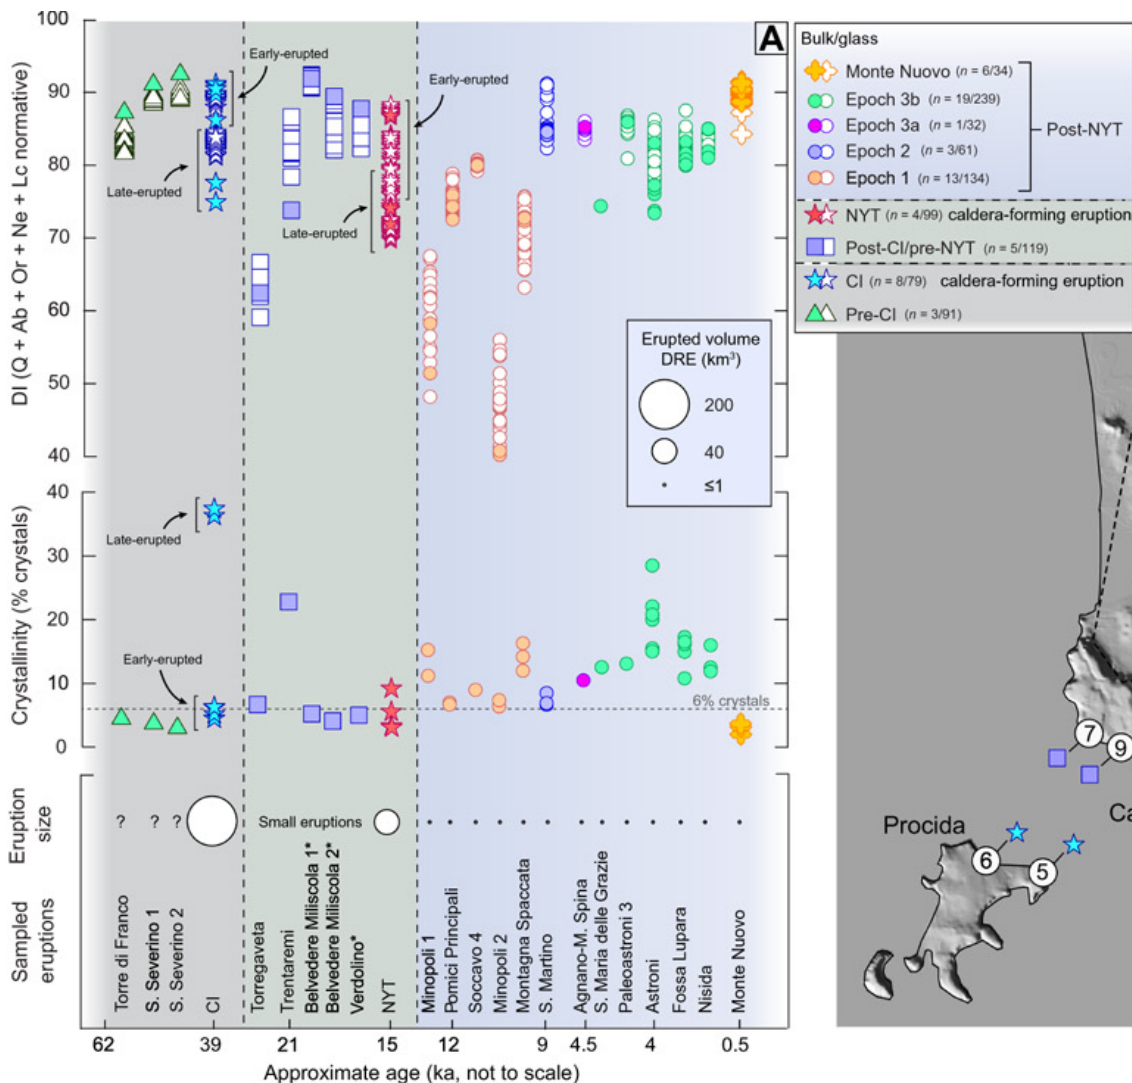 A
DI (Q + Ab + Or + Ne + Lc normative)
100
90
80
70
60
50
40
Early-erupted
Late-erupted
Early-erupted
Late-erupted
Erupted volume
DRE (km³)
200
40
≤1
Crystallinity (% crystals)
40
30
20
10
0
Late-erupted
Early-erupted
6% crystals
Eruption
size
?
?
?
Small eruptions
Sampled
eruptions
Torre di Franco
S. Severino 1
S. Severino 2
CI
Torregaveta
Trentaremi
Belvedere Miliscola 1*
Belvedere Miliscola 2*
Verdolino*
NYT
Minopoli 1
Pomici Principali
Soccavo 4
Minopoli 2
Montagna Spaccata
S. Martino
Agnano-M. Spina
S. Maria delle Grazie
Paleoastroni 3
Astroni
Fossa Lupara
Nisida
Monte Nuovo
62
39
21
15
12
9
4.5
4
0.5
Approximate age (ka, not to scale)
Bulk/glass
Monte Nuovo (n = 6/34)
Epoch 3b (n = 19/239)
Epoch 3a (n = 1/32)
Epoch 2 (n = 3/61)
Epoch 1 (n = 13/134)
Post-NYT
NYT (n = 4/99) caldera-forming eruption
Post-CI/pre-NYT (n = 5/119)
CI (n = 8/79) caldera-forming eruption
Pre-CI (n = 3/91)
7
9
Procida
Ca
6
5